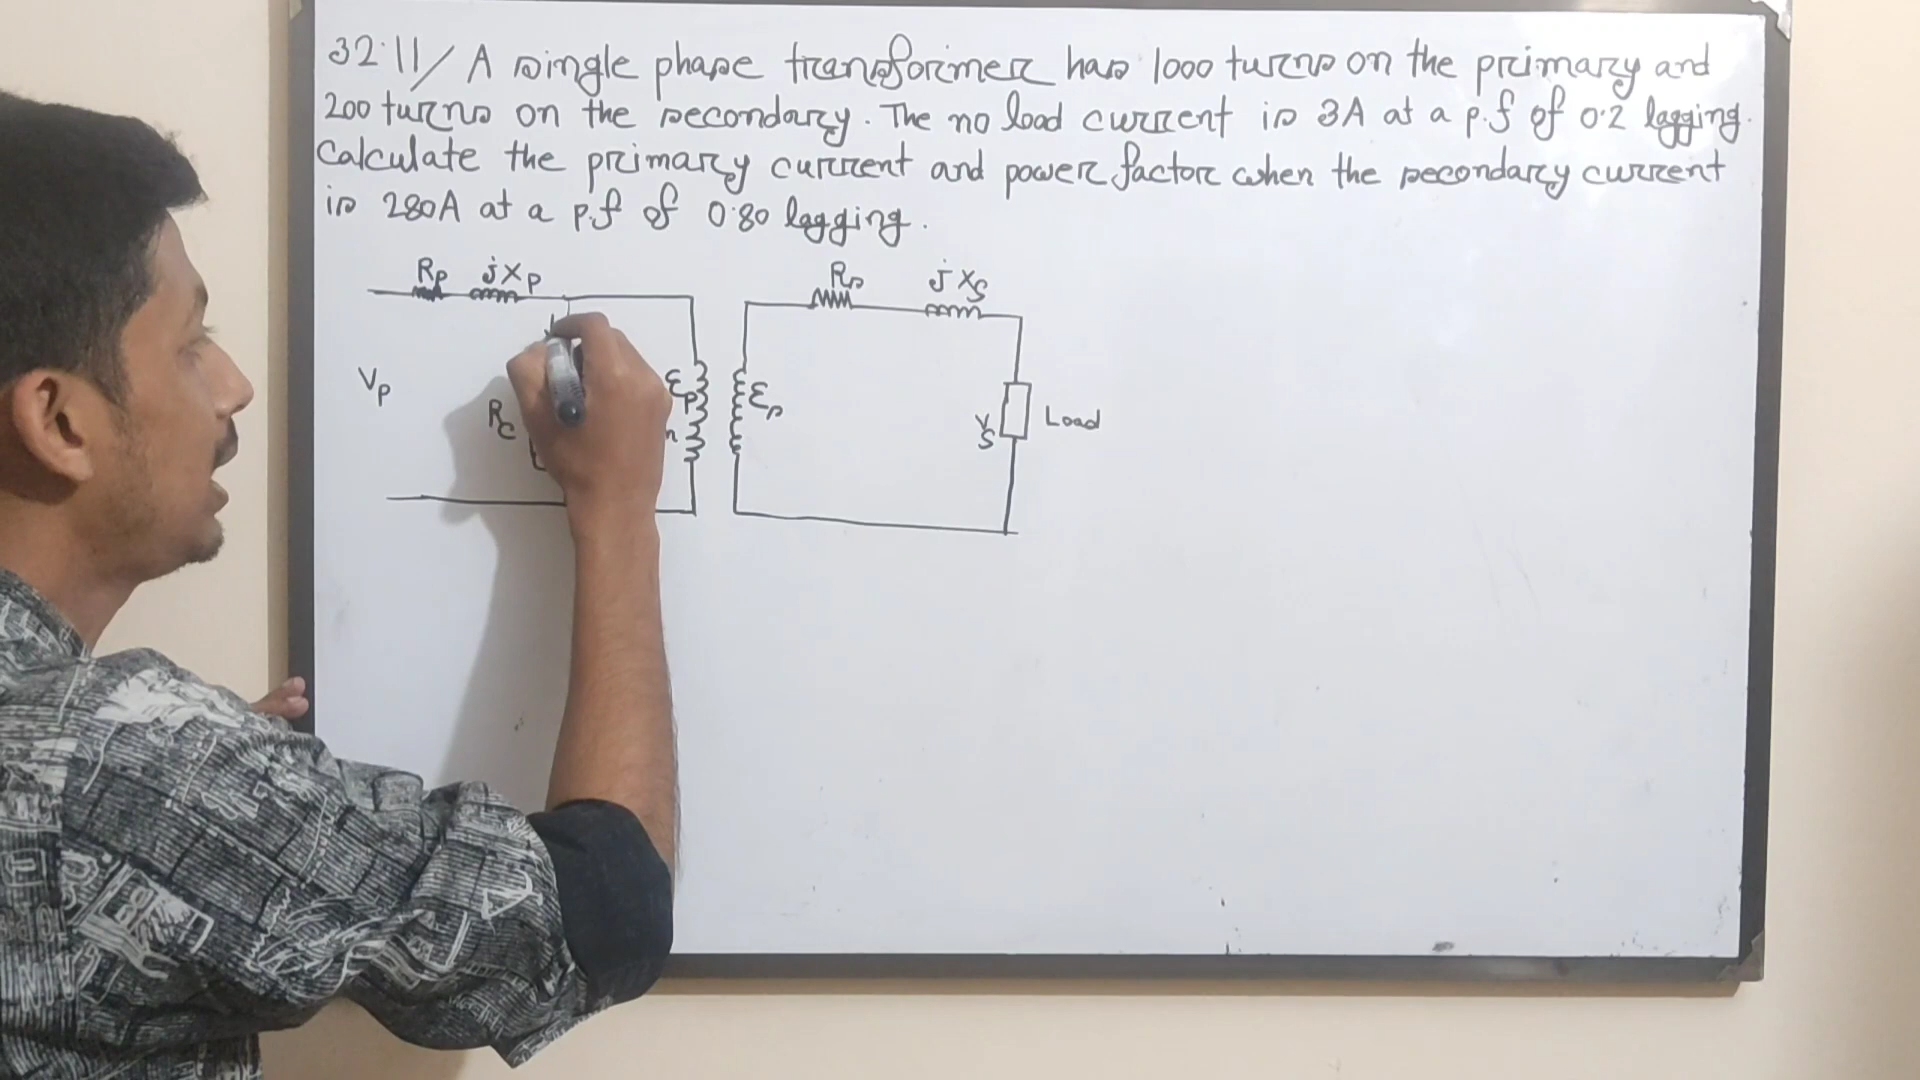 32.11/ A single phase transformer has 1000 turns on the primary and
200 turns on the secondary. The no load current is 3A at a p.f of 0.2 lagging.
Calculate the primary current and power factor when the secondary current
is 280A at a p.f of 0.80 lagging.
Rp jXp Rs jXs
Vp Rc Ep Es Vs Load